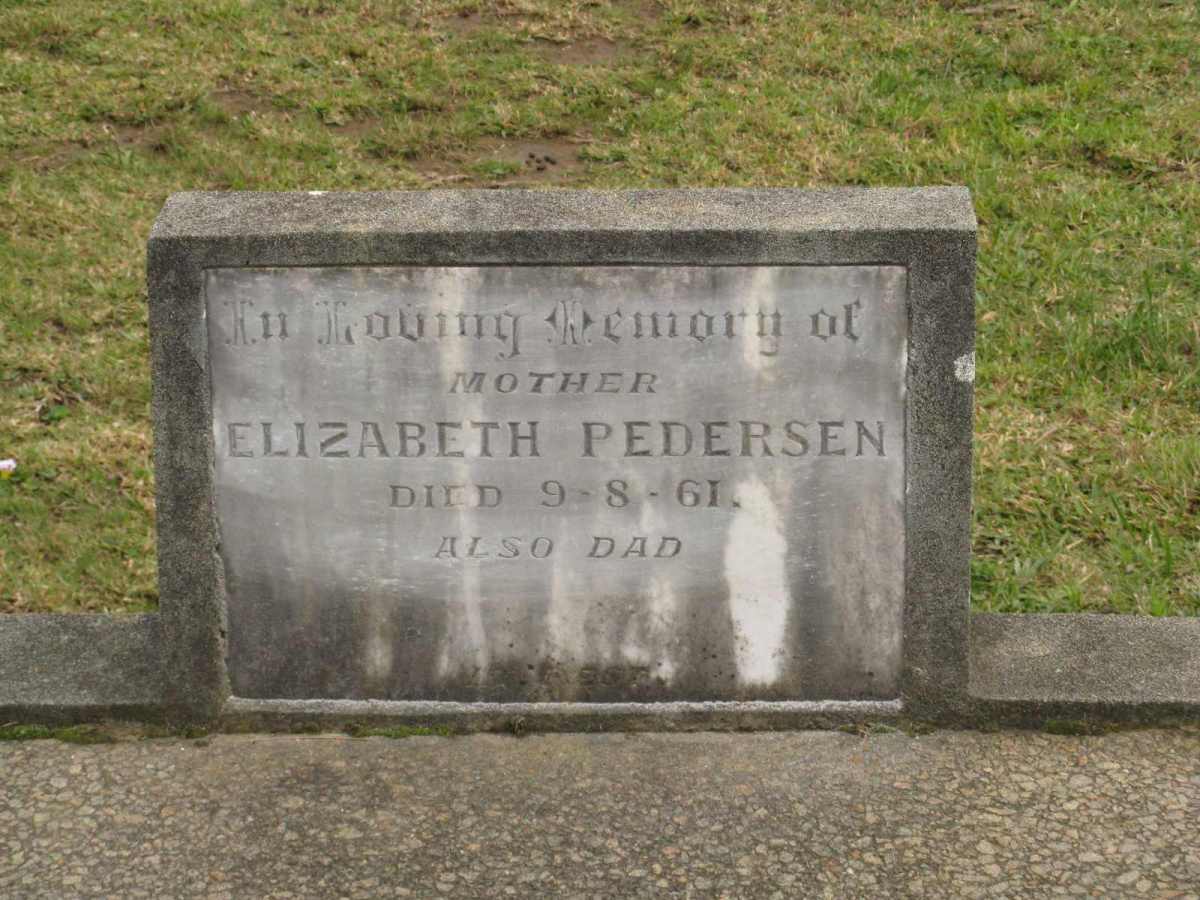 In Loving Memory of
MOTHER
ELIZABETH PEDERSEN
DIED 9-8-61.
ALSO DAD